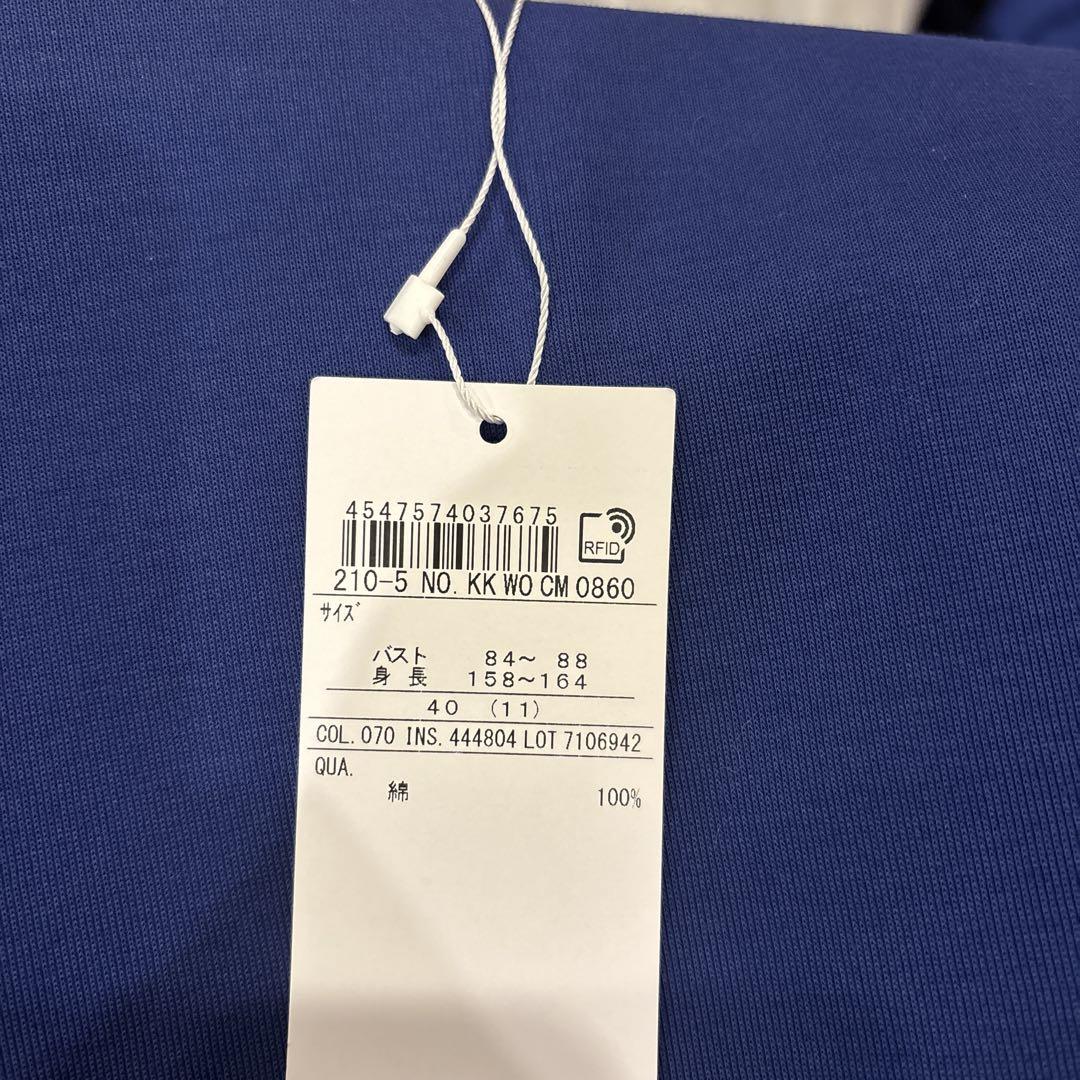 4547574037675
RFID
210-5 NO. KK WO CM 0860
ｻｲｽﾞ
バスト 84～ 88
身 長 158～164
40 (11)
COL. 070 INS. 444804 LOT 7106942
QUA.
綿 100%